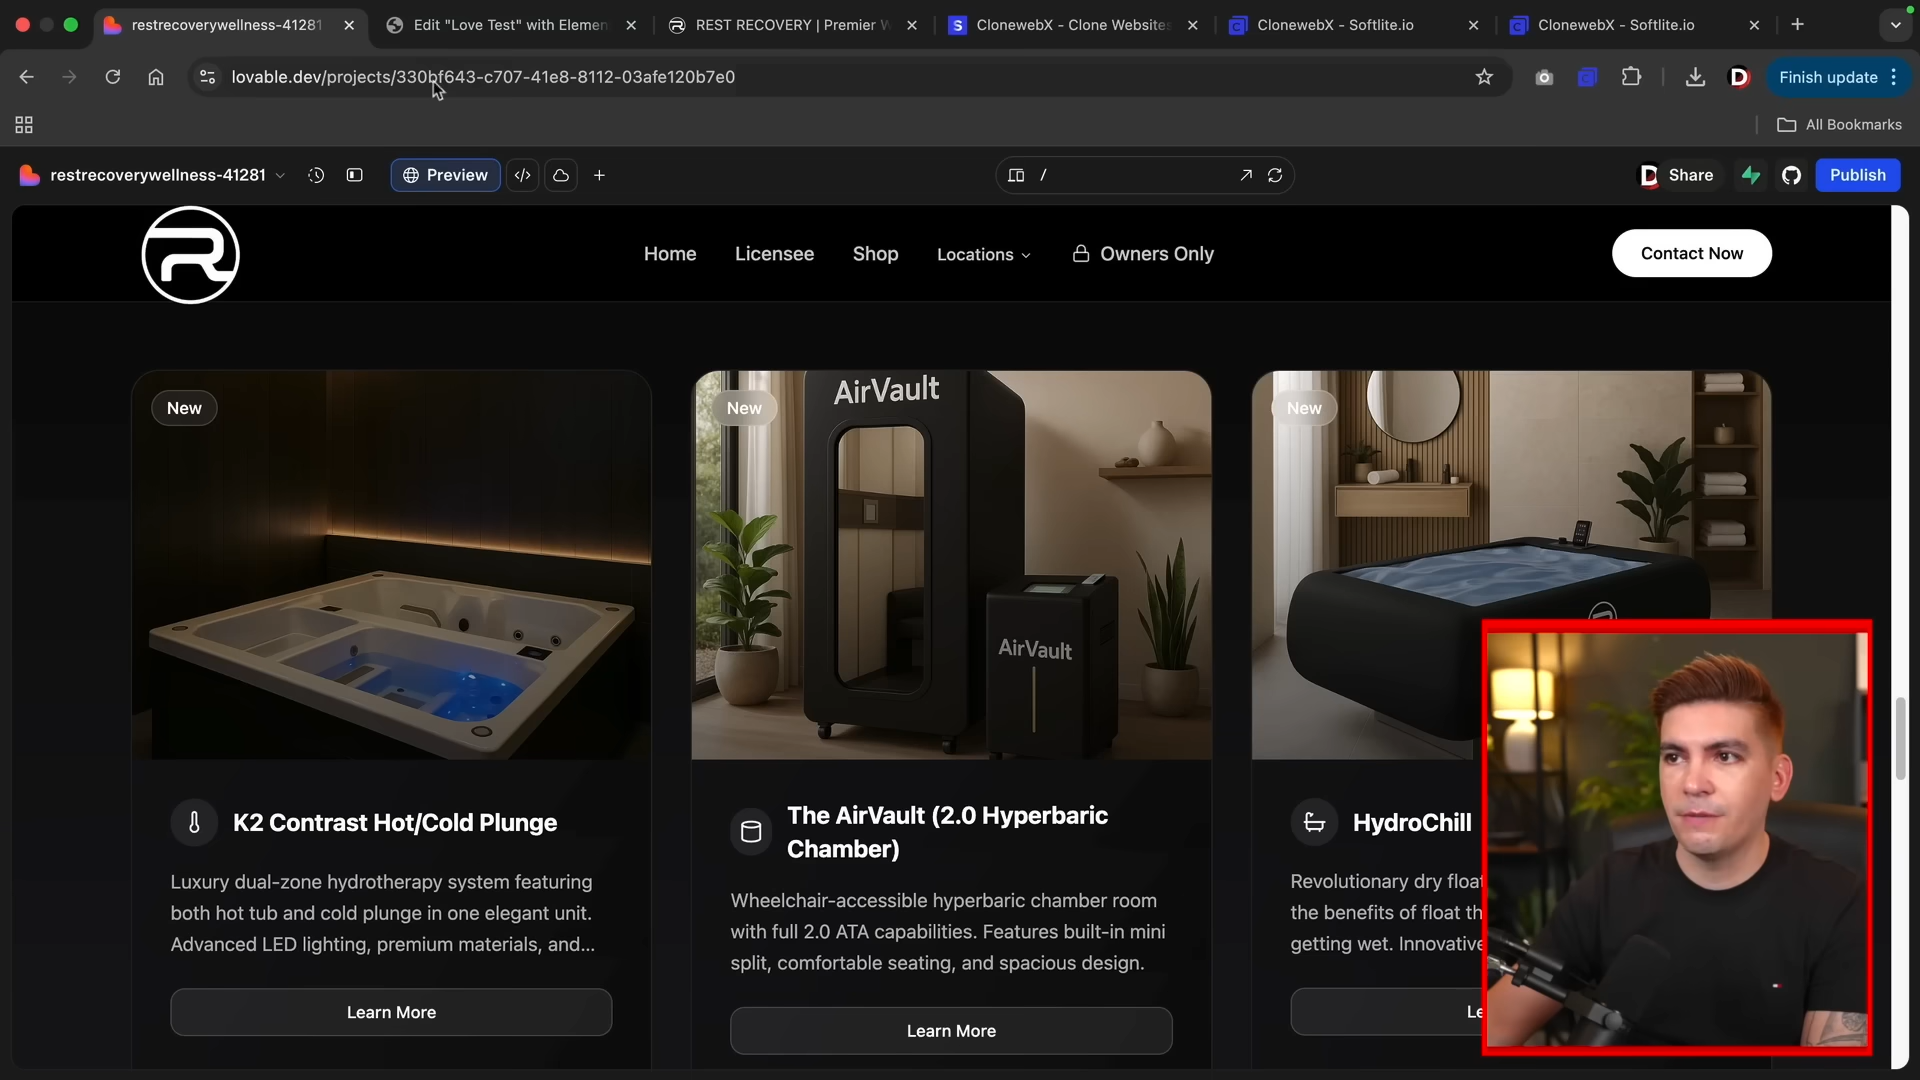 restrecoverywellness-41281
Edit "Love Test" with Elemen
REST RECOVERY | Premier W
S ClonewebX - Clone Websites
ClonewebX - Softlite.io
ClonewebX - Softlite.io
lovable.dev/projects/330bf643-c707-41e8-8112-03afe120b7e0
D
Finish update
All Bookmarks
restrecoverywellness-41281
Preview
/
D Share
Publish
R
Home
Licensee
Shop
Locations
Owners Only
Contact Now
New
New
New
AirVault
AirVault
K2 Contrast Hot/Cold Plunge
Luxury dual-zone hydrotherapy system featuring
both hot tub and cold plunge in one elegant unit.
Advanced LED lighting, premium materials, and...
Learn More
The AirVault (2.0 Hyperbaric
Chamber)
Wheelchair-accessible hyperbaric chamber room
with full 2.0 ATA capabilities. Features built-in mini
split, comfortable seating, and spacious design.
Learn More
HydroChill
Revolutionary dry float
the benefits of float th
getting wet. Innovative
Le